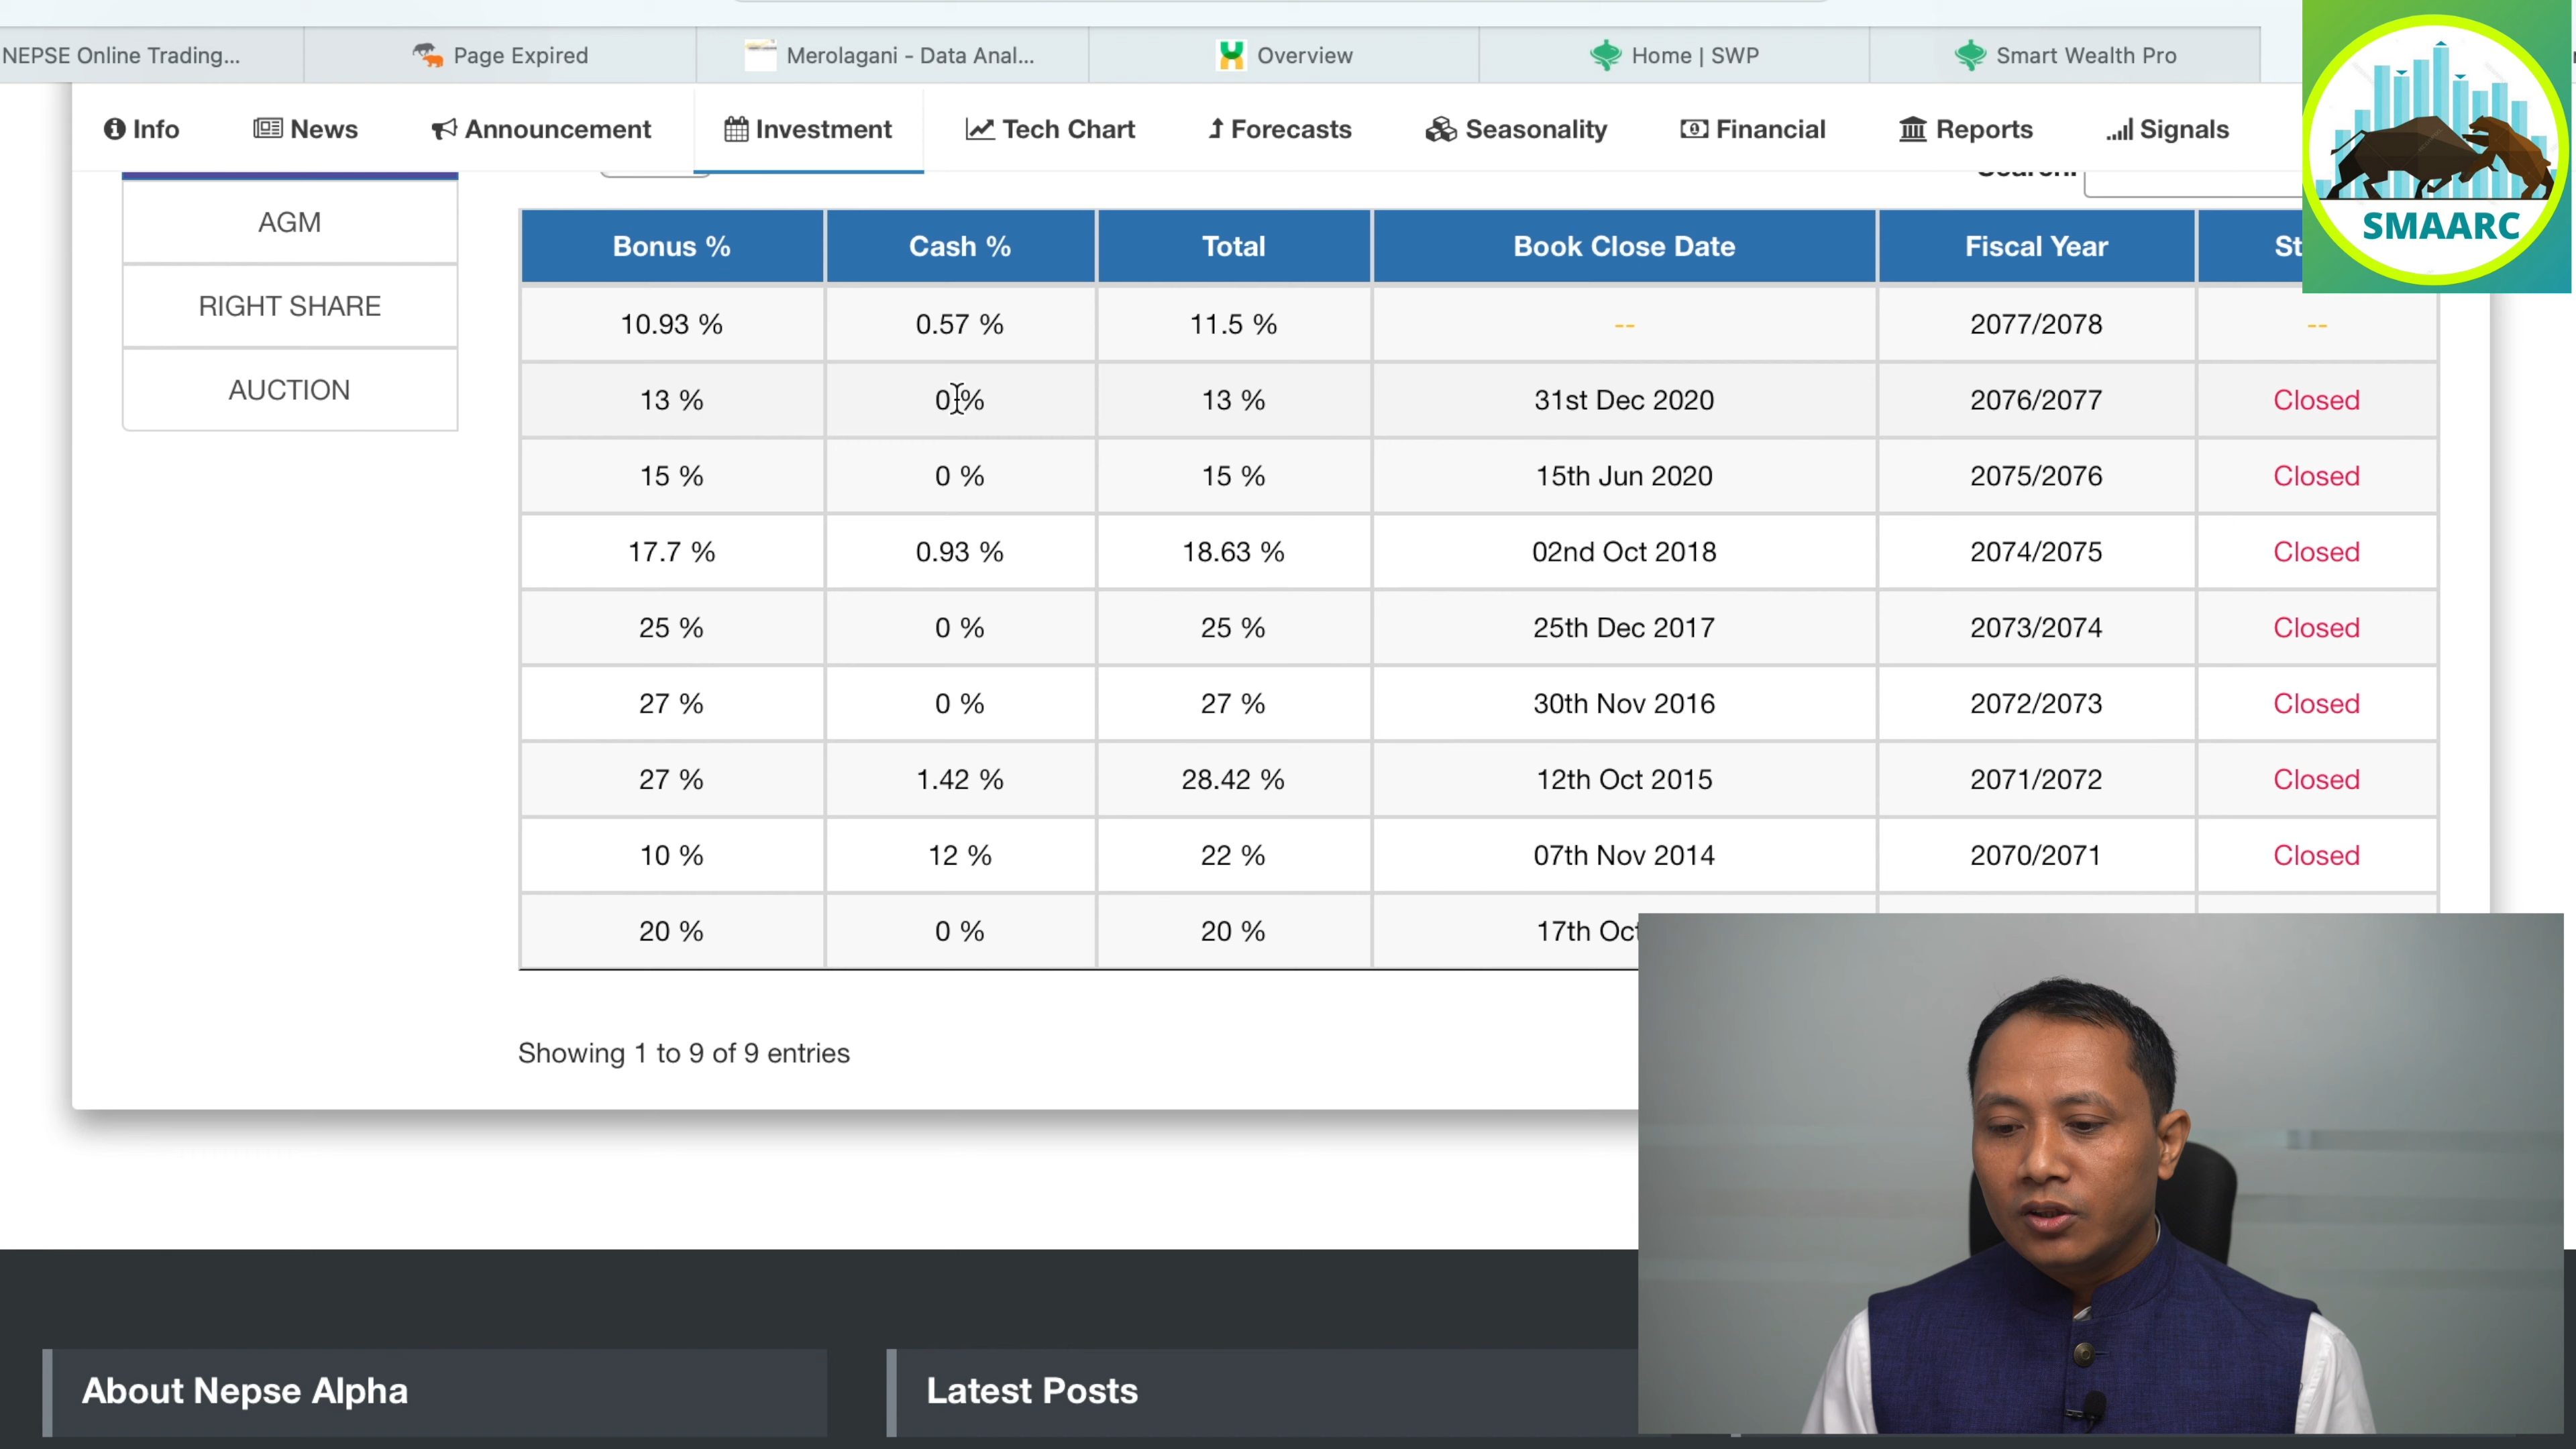 NEPSE Online Trading... Page Expired Merolagani - Data Anal... Overview Home | SWP Smart Wealth Pro
Info News Announcement Investment Tech Chart Forecasts Seasonality Financial Reports Signals
SMAARC
AGM
RIGHT SHARE
AUCTION
Bonus % Cash % Total Book Close Date Fiscal Year
10.93 % 0.57 % 11.5 % -- 2077/2078 --
13 % 0 % 13 % 31st Dec 2020 2076/2077 Closed
15 % 0 % 15 % 15th Jun 2020 2075/2076 Closed
17.7 % 0.93 % 18.63 % 02nd Oct 2018 2074/2075 Closed
25 % 0 % 25 % 25th Dec 2017 2073/2074 Closed
27 % 0 % 27 % 30th Nov 2016 2072/2073 Closed
27 % 1.42 % 28.42 % 12th Oct 2015 2071/2072 Closed
10 % 12 % 22 % 07th Nov 2014 2070/2071 Closed
20 % 0 % 20 % 17th Oct
Showing 1 to 9 of 9 entries
About Nepse Alpha
Latest Posts